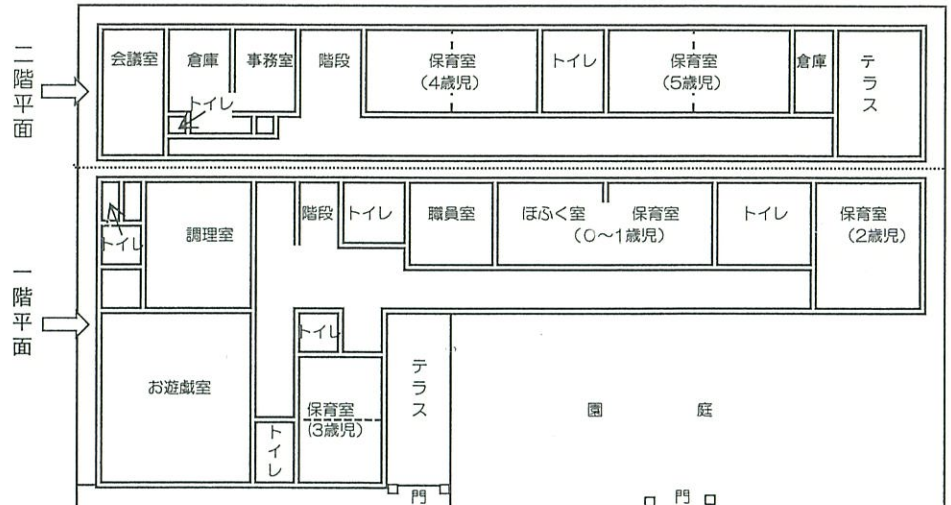 二階平面
会議室
倉庫
事務室
階段
保育室
(4歳児)
トイレ
保育室
(5歳児)
倉庫
テラス
トイレ
一階平面
トイレ
調理室
階段
トイレ
職員室
ほふく室 保育室
(0〜1歳児)
トイレ
保育室
(2歳児)
お遊戯室
トイレ
保育室
(3歳児)
トイレ
テラス
園庭
門
門